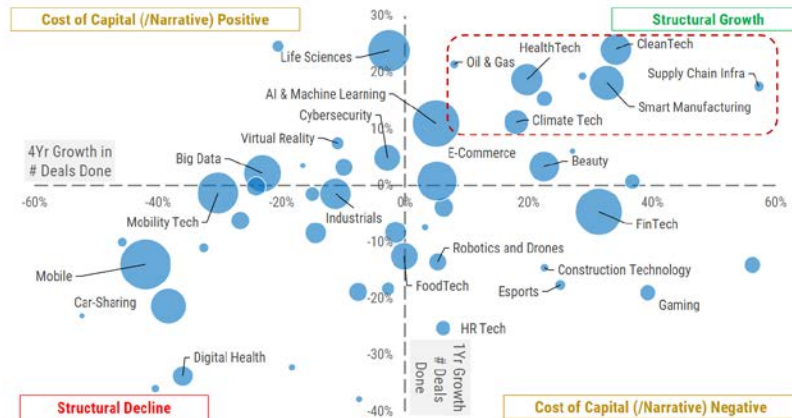 Cost of Capital (/Narrative) Positive
30%
Structural Growth
Life Sciences
Oil & Gas
HealthTech
CleanTech
20%
Supply Chain Infra
AI & Machine Learning
Smart Manufacturing
Cybersecurity
Climate Tech
Virtual Reality
10%
4Yr Growth in
# Deals Done
Big Data
E-Commerce
Beauty
0%
-60%
-40%
-20%
0%
20%
40%
60%
Mobility Tech
Industrials
FinTech
-10%
Mobile
Robotics and Drones
Construction Technology
Car-Sharing
FoodTech
Esports
Gaming
-20%
HR Tech
1Yr Growth
# Deals
Done
Digital Health
-30%
Structural Decline
Cost of Capital (/Narrative) Negative
-40%